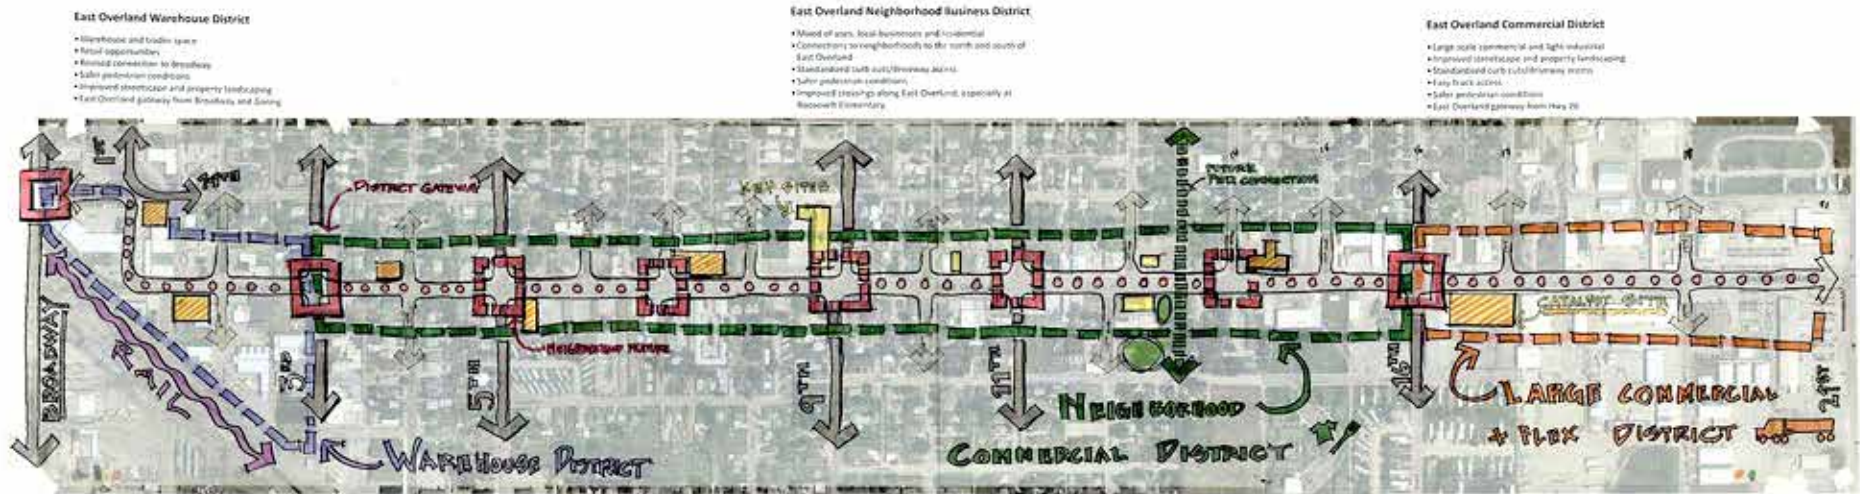 East Overland Warehouse District
• Warehouse and trades space
• Retail opportunities
• Revised connection to Broadway
• Safer pedestrian conditions
• Improved streetscape and property landscaping
• East Overland gateway from Broadway and Gering
East Overland Neighborhood Business District
• Mixed of uses, local businesses and residential
• Connections to neighborhoods to the north and south of
East Overland
• Standardized curb cuts/driveway access
• Safer pedestrian conditions
• Improved crossings along East Overland, especially at
Roosevelt Elementary
East Overland Commercial District
• Large scale commercial and light industrial
• Improved streetscape and property landscaping
• Standardized curb cuts/driveway access
• Easy truck access
• Safer pedestrian conditions
• East Overland gateway from Hwy 26
1ST
DISTRICT GATEWAY
KEY SITES
FUTURE
PED CONNECTION
BROADWAY
RAIL
3RD
5TH
9TH
11TH
16TH
21ST
CATALYST SITE
WAREHOUSE DISTRICT
NEIGHBORHOOD
COMMERCIAL DISTRICT
LARGE COMMERCIAL
+ FLEX DISTRICT